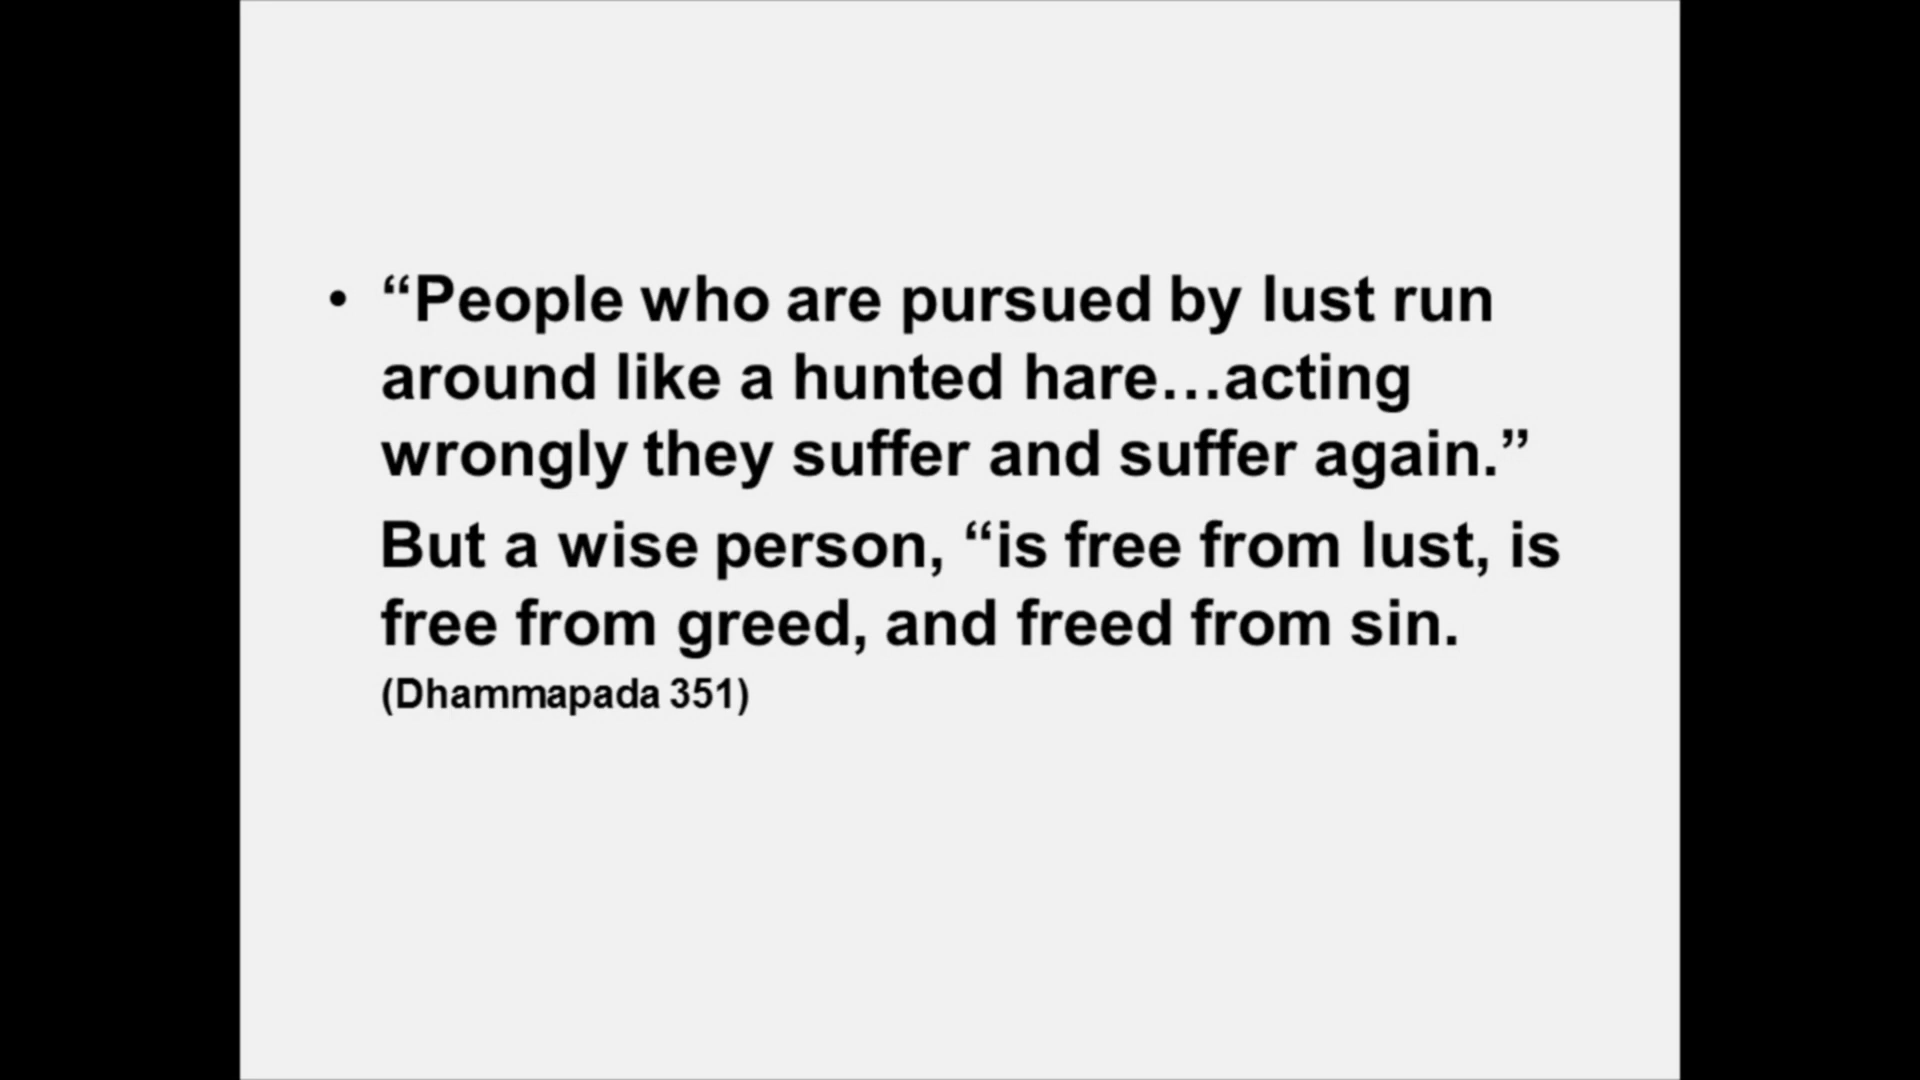 • “People who are pursued by lust run
around like a hunted hare…acting
wrongly they suffer and suffer again.”
But a wise person, “is free from lust, is
free from greed, and freed from sin.
(Dhammapada 351)